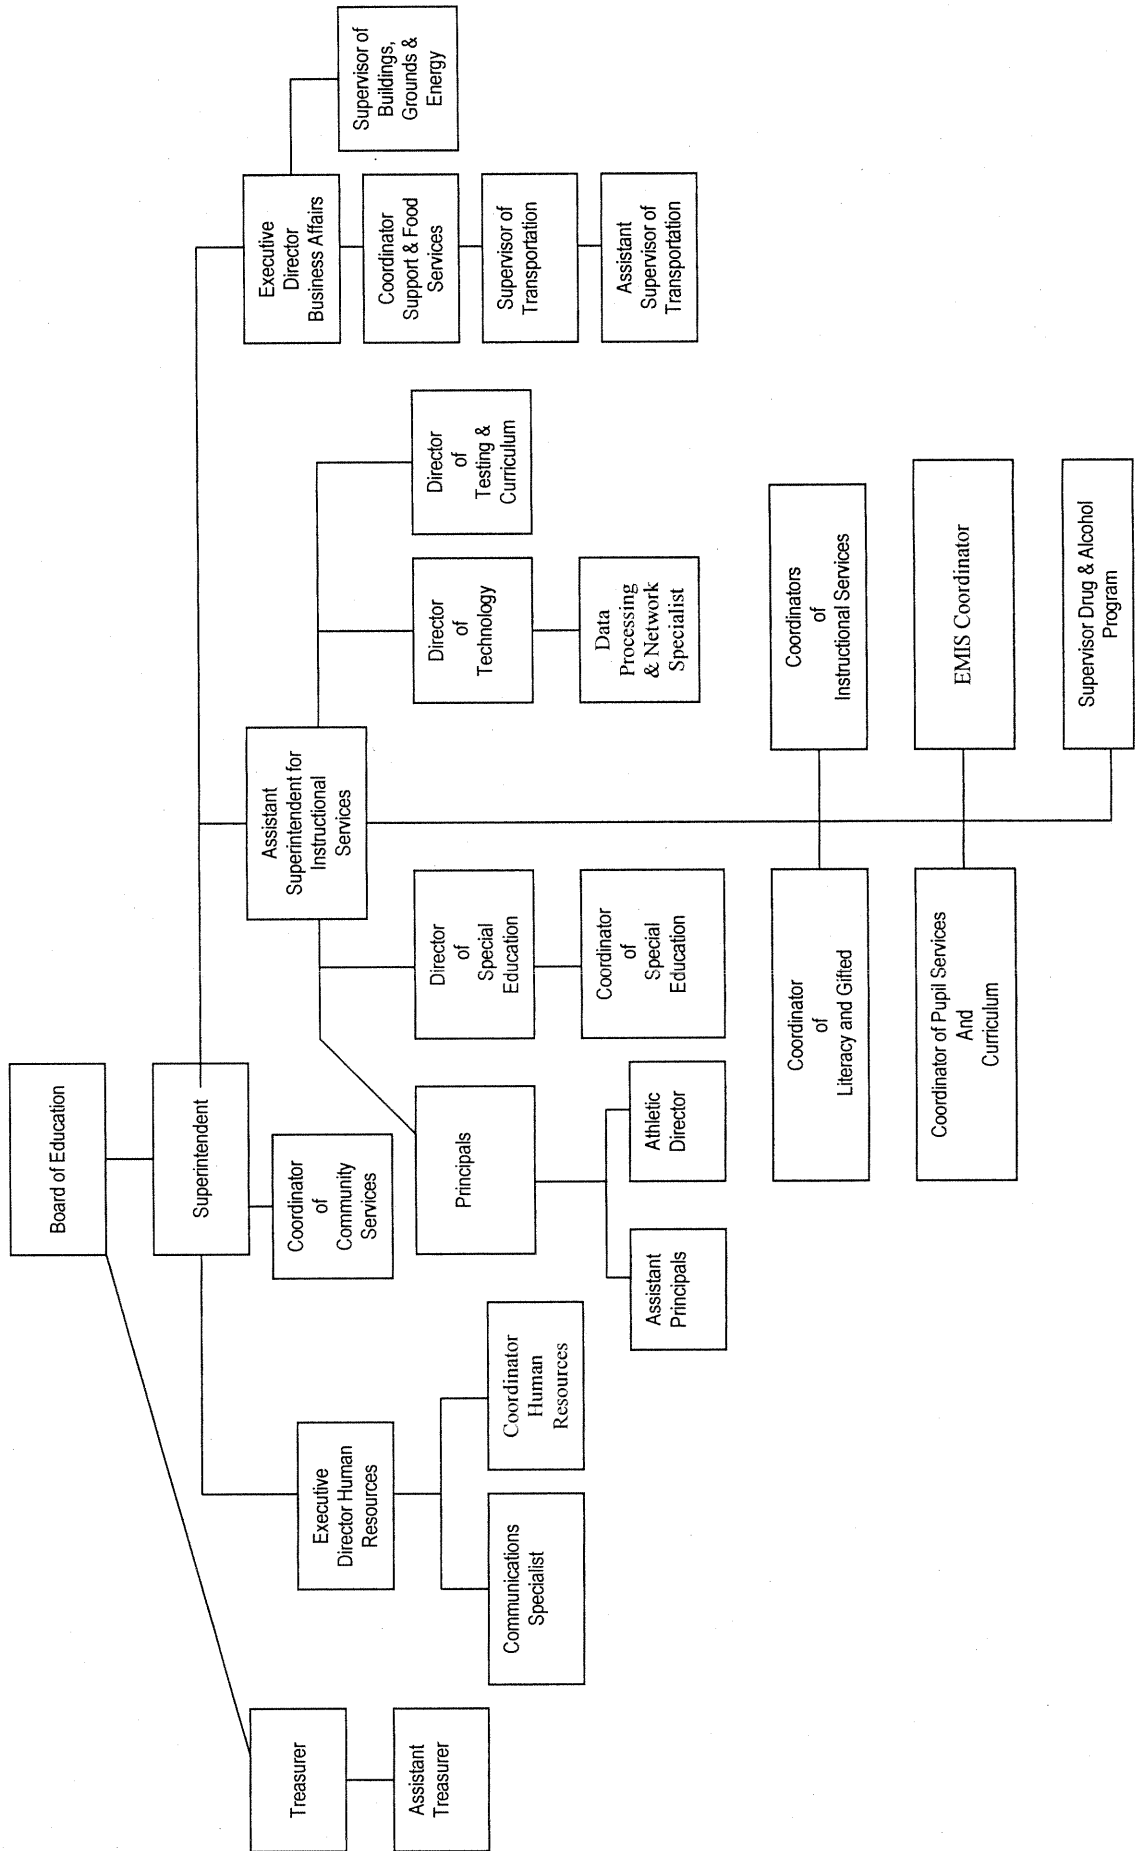 Board of Education
Superintendent
Treasurer
Assistant
Treasurer
Executive
Director Human
Resources
Communications
Specialist
Coordinator
Human
Resources
Coordinator
of
Community
Services
Assistant
Superintendent for
Instructional
Services
Principals
Assistant
Principals
Athletic
Director
Director
of
Special
Education
Coordinator
of
Special
Education
Director
of
Technology
Data
Processing
& Network
Specialist
Director
of
Testing &
Curriculum
Coordinator
of
Literacy and Gifted
Coordinators
of
Instructional Services
Coordinator of Pupil Services
And
Curriculum
EMIS Coordinator
Supervisor Drug & Alcohol
Program
Executive
Director
Business Affairs
Supervisor of
Buildings,
Grounds &
Energy
Coordinator
Support & Food
Services
Supervisor of
Transportation
Assistant
Supervisor of
Transportation